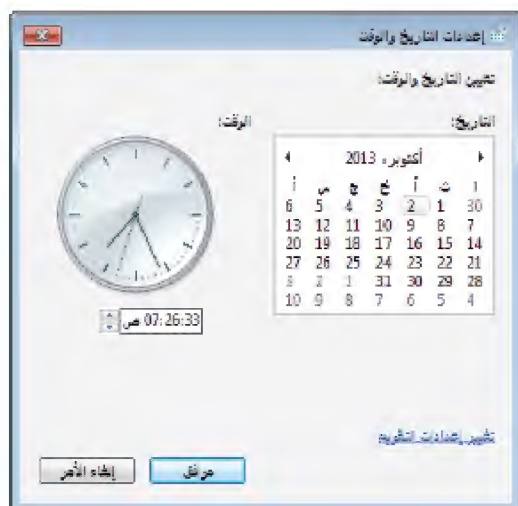 إعدادات التاريخ والوقت
تعيين التاريخ والوقت:
التاريخ:
الوقت:
أكتوبر، 2013
ا ث أ خ ج س أ
30 1 2 3 4 5 6
7 8 9 10 11 12 13
14 15 16 17 18 19 20
21 22 23 24 25 26 27
28 29 30 31 1 2 3
4 5 6 7 8 9 10
07:26:33 ص
تغيير إعدادات التقويم
موافق
إلغاء الأمر